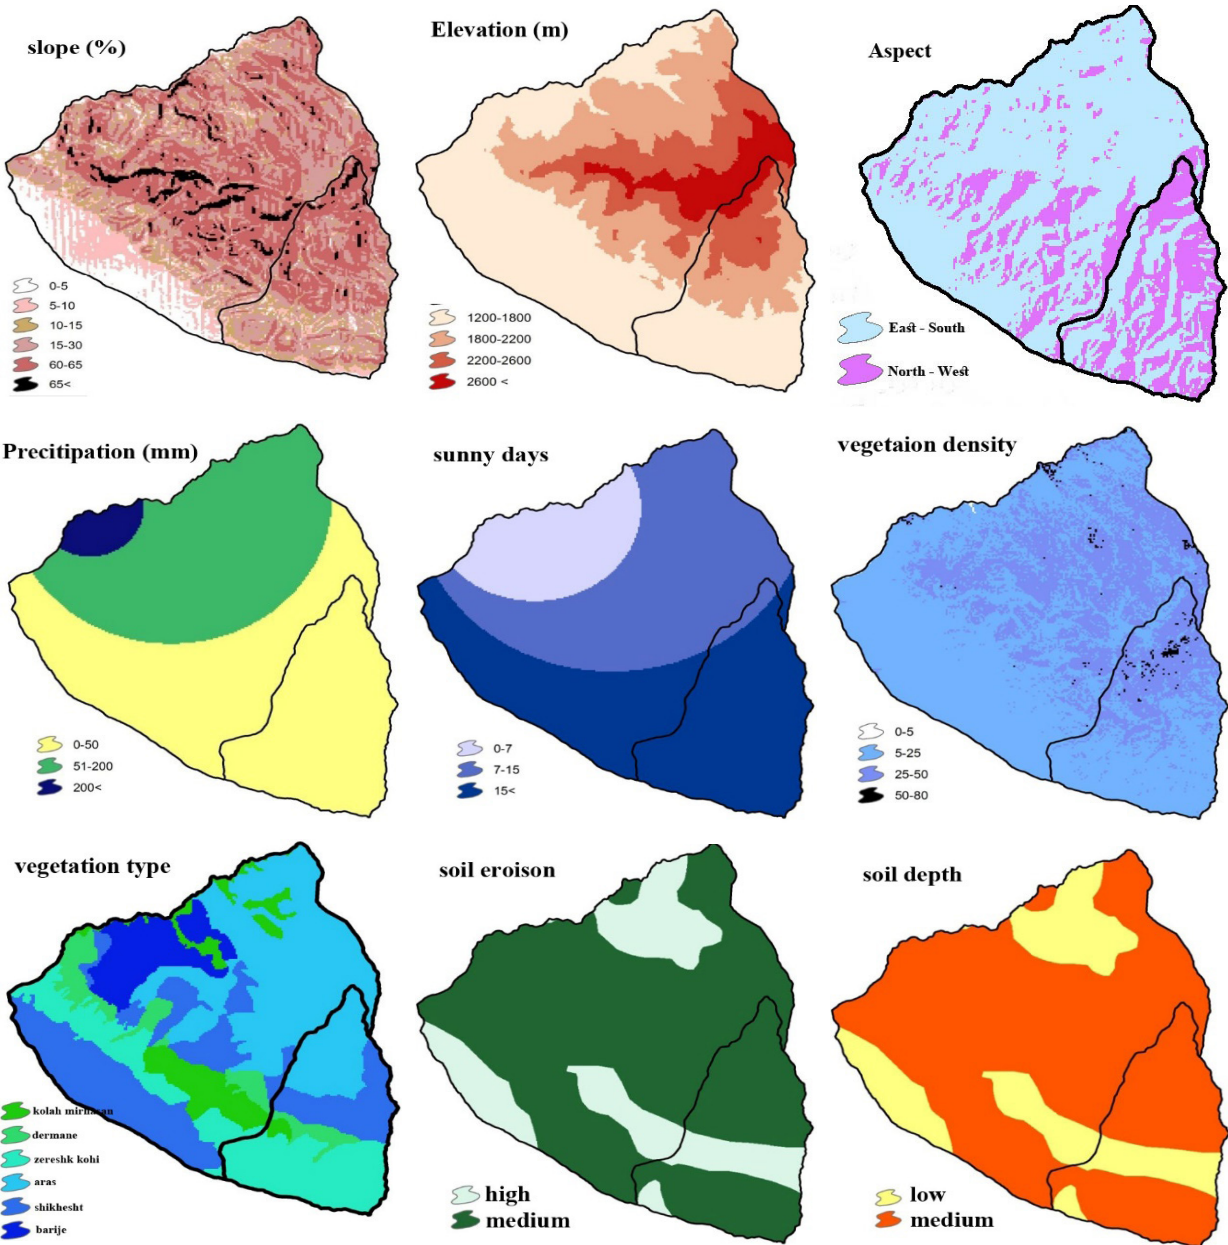 slope (%)
0-5
5-10
10-15
15-30
60-65
65<
Elevation (m)
1200-1800
1800-2200
2200-2600
2600 <
Aspect
East - South
North - West
Precitipation (mm)
0-50
51-200
200<
sunny days
0-7
7-15
15<
vegetaion density
0-5
5-25
25-50
50-80
vegetation type
kolah mirhasan
dermane
zereshk kohi
aras
shikhesht
barije
soil eroison
high
medium
soil depth
low
medium